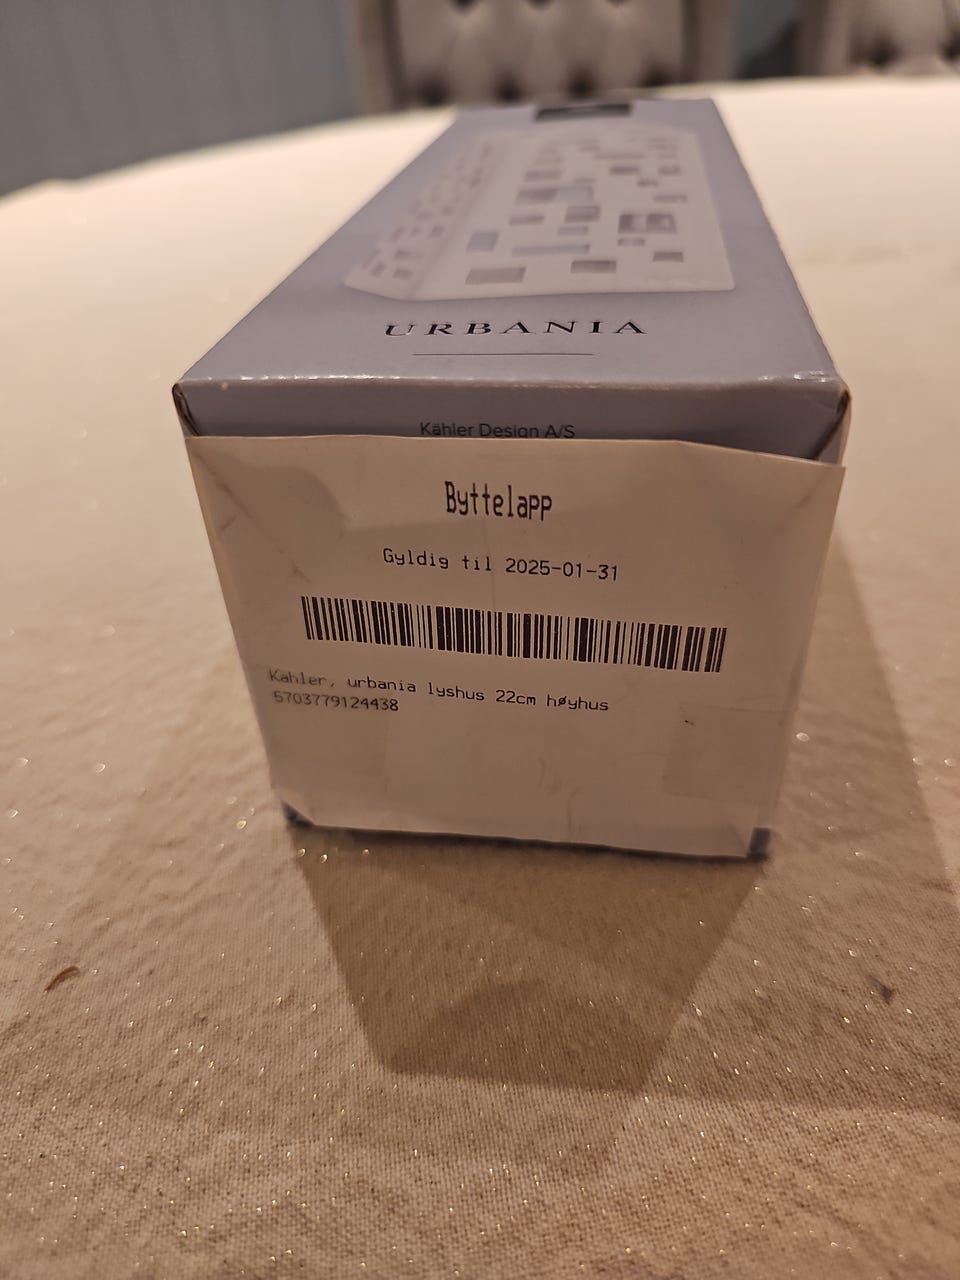 URBANIA
Kähler Design A/S
Byttelapp
Gyldig til 2025-01-31
Kahler, urbania lyshus 22cm høyhus
5703779124438